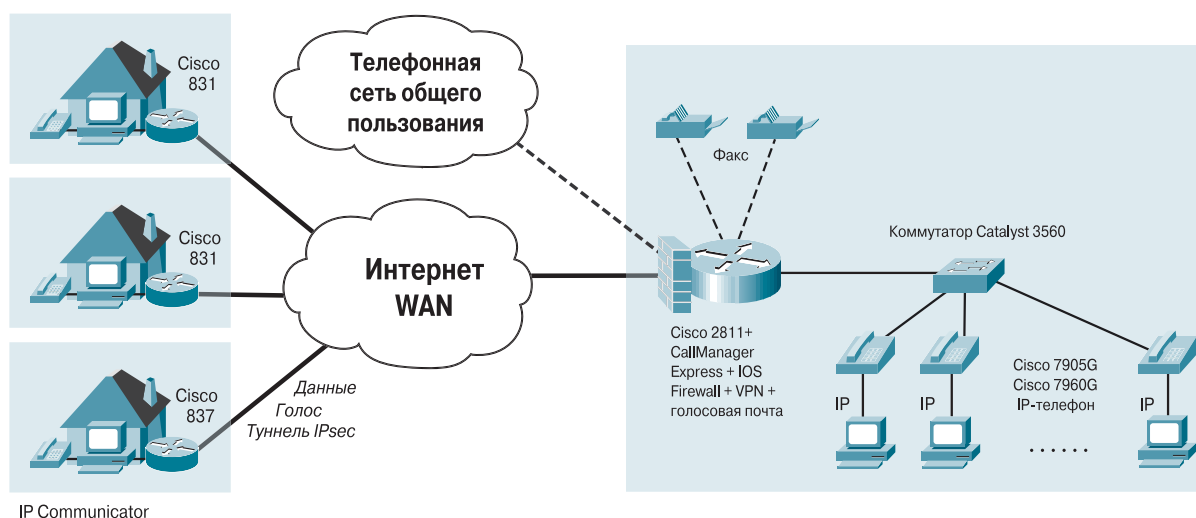 Cisco
831
Cisco
831
Cisco
837
IP Communicator
Телефонная
сеть общего
пользования
Интернет
WAN
Данные
Голос
Туннель IPsec
Факс
Коммутатор Catalyst 3560
Cisco 2811+
CallManager
Express + IOS
Firewall + VPN +
голосовая почта
Cisco 7905G
Cisco 7960G
IP-телефон
IP
IP
IP
. . . . . .